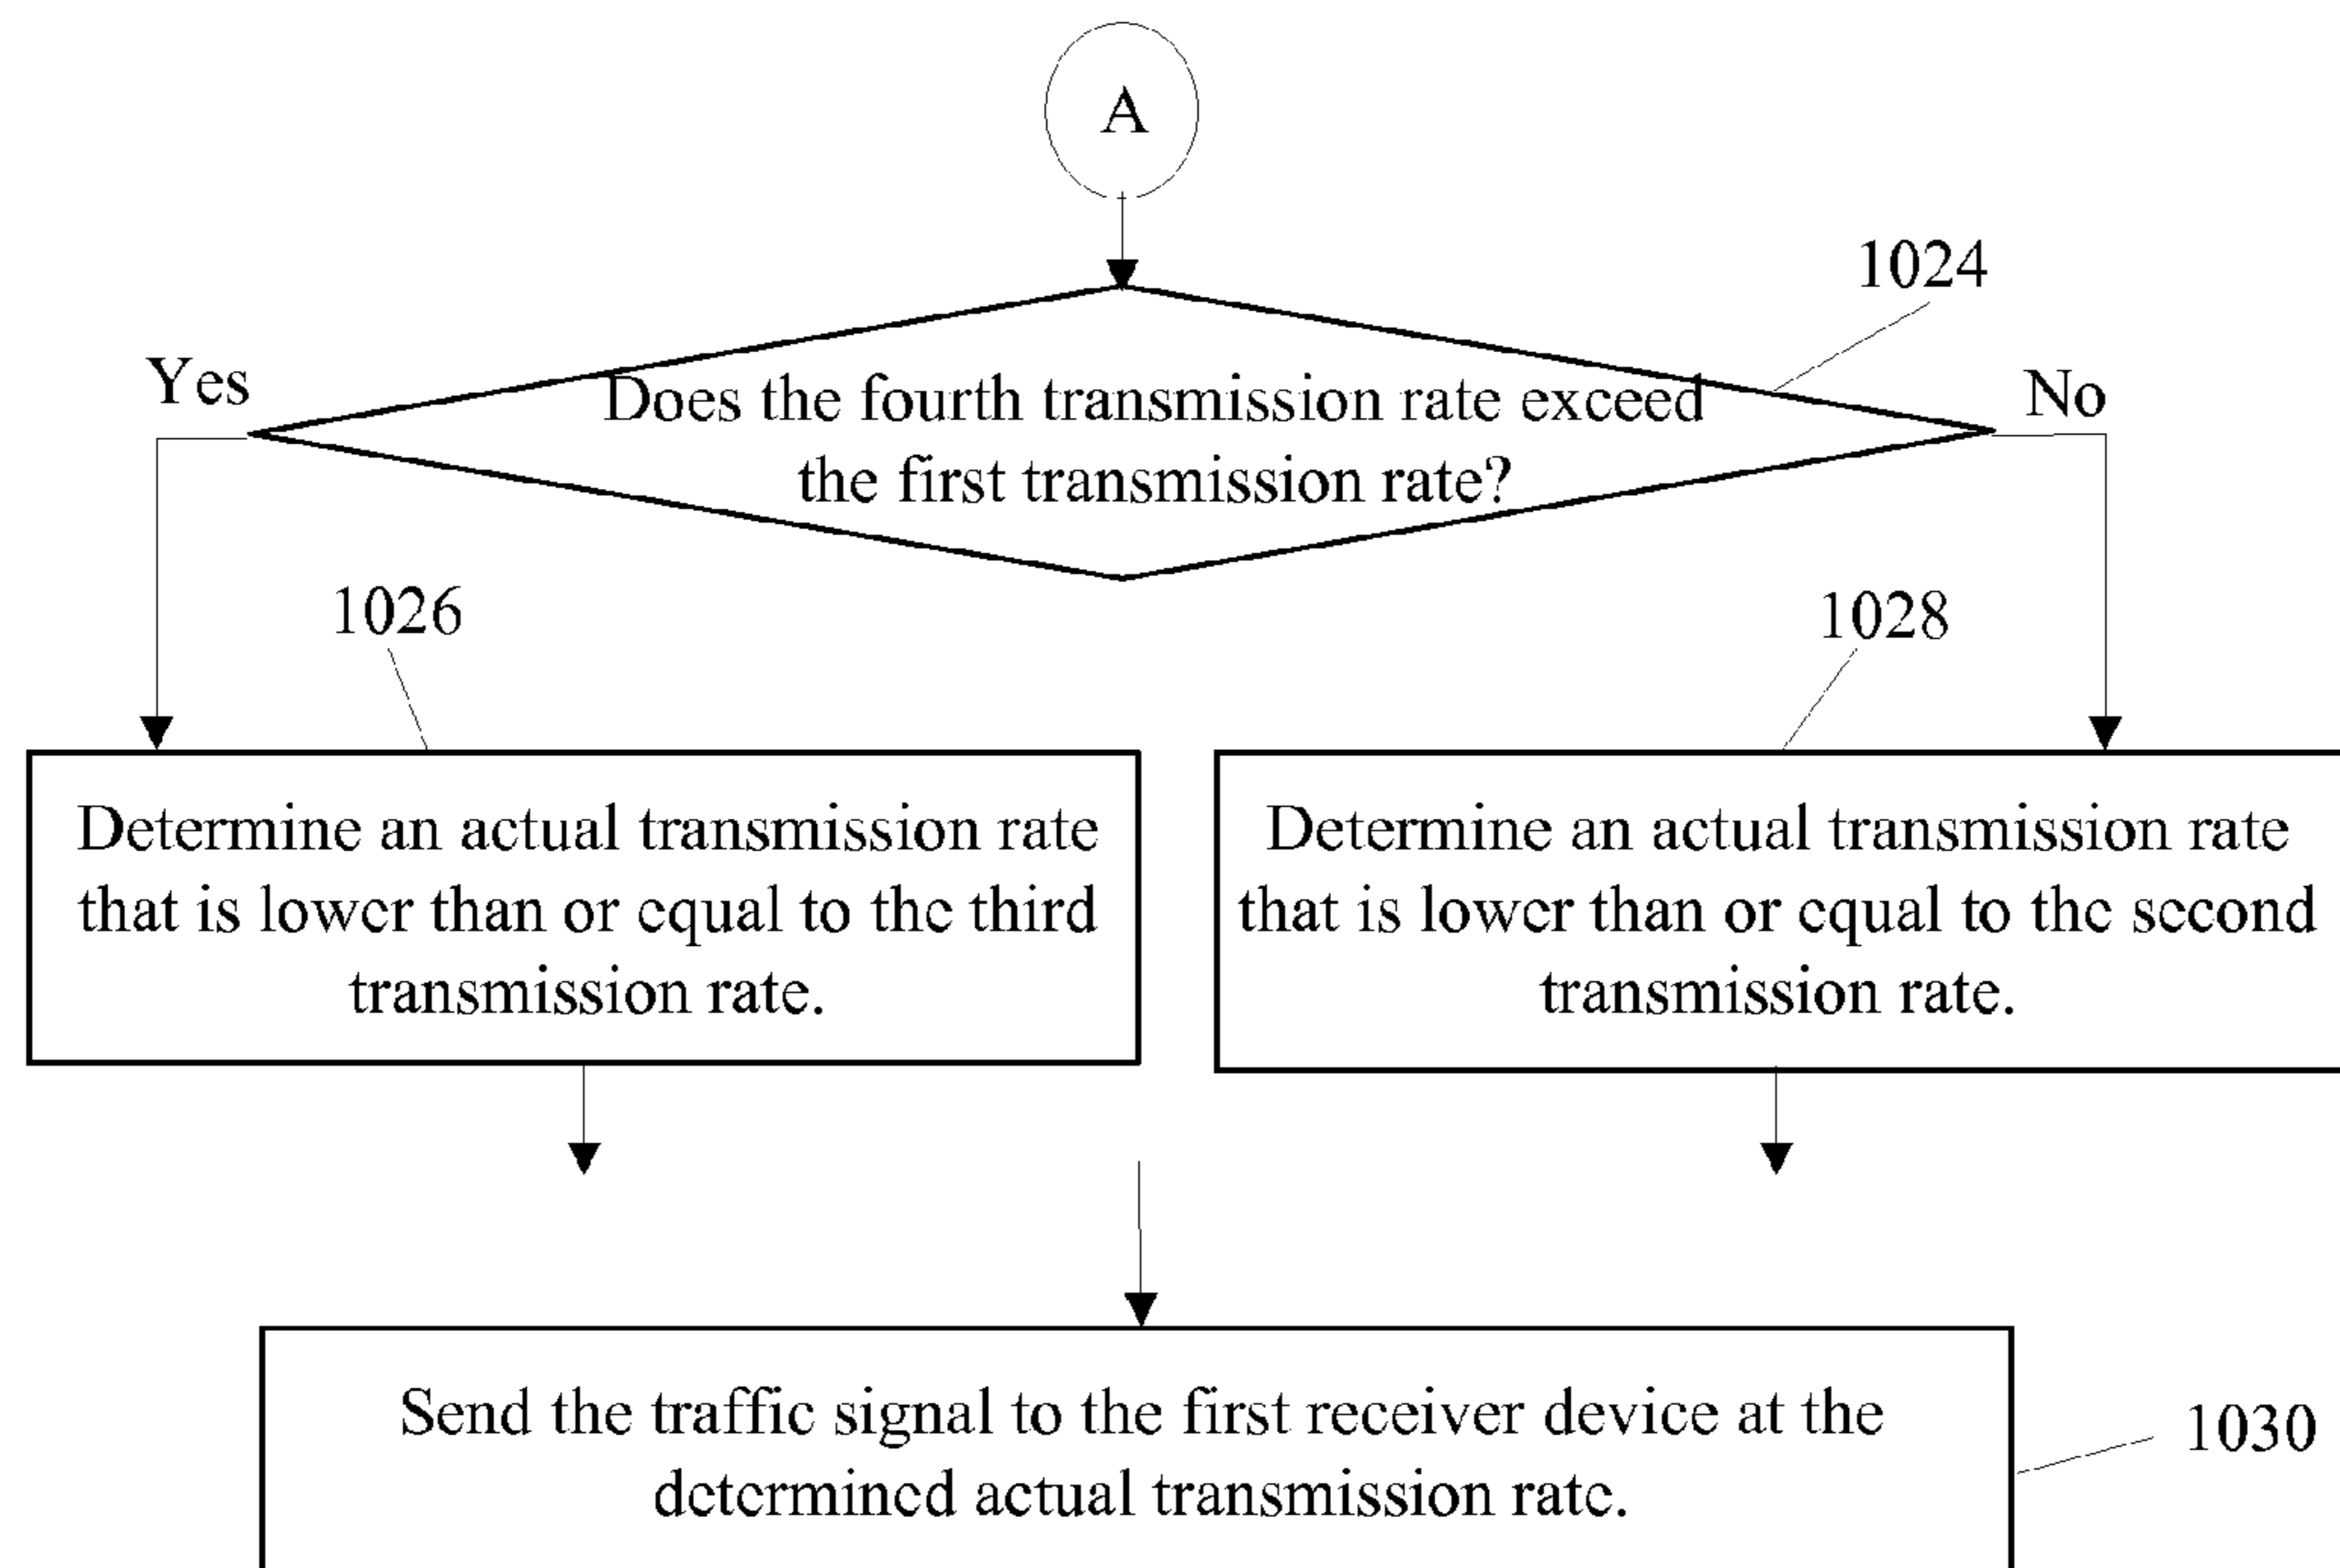 A
1024
Yes
Does the fourth transmission rate exceed
the first transmission rate?
No
1026
1028
Determine an actual transmission rate
that is lower than or equal to the third
transmission rate.
Determine an actual transmission rate
that is lower than or equal to the second
transmission rate.
Send the traffic signal to the first receiver device at the
determined actual transmission rate.
1030